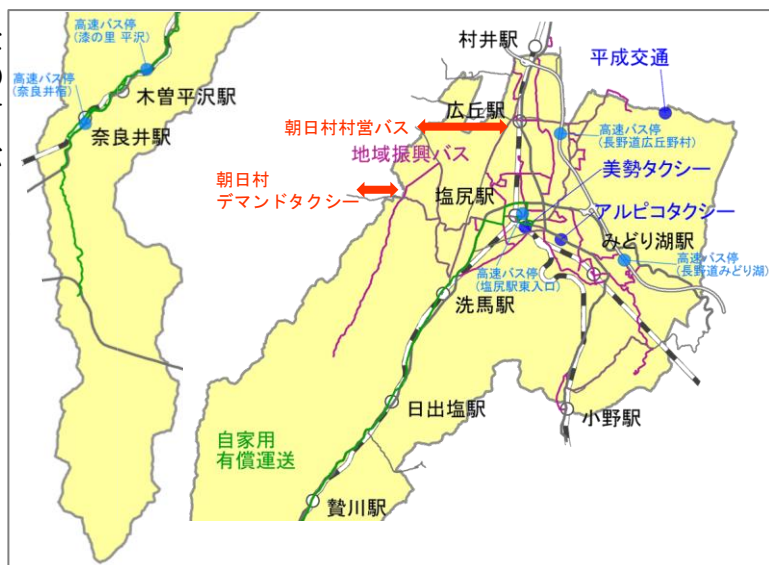 高速バス停
(漆の里 平沢)
高速バス停
(奈良井宿)
木曽平沢駅
奈良井駅
村井駅
平成交通
広丘駅
朝日村村営バス
高速バス停
(長野道広丘野村)
地域振興バス
美勢タクシー
朝日村
デマンドタクシー
塩尻駅
アルピコタクシー
みどり湖駅
高速バス停
(塩尻駅東入口)
高速バス停
(長野道みどり湖)
洗馬駅
日出塩駅
小野駅
自家用
有償運送
贄川駅